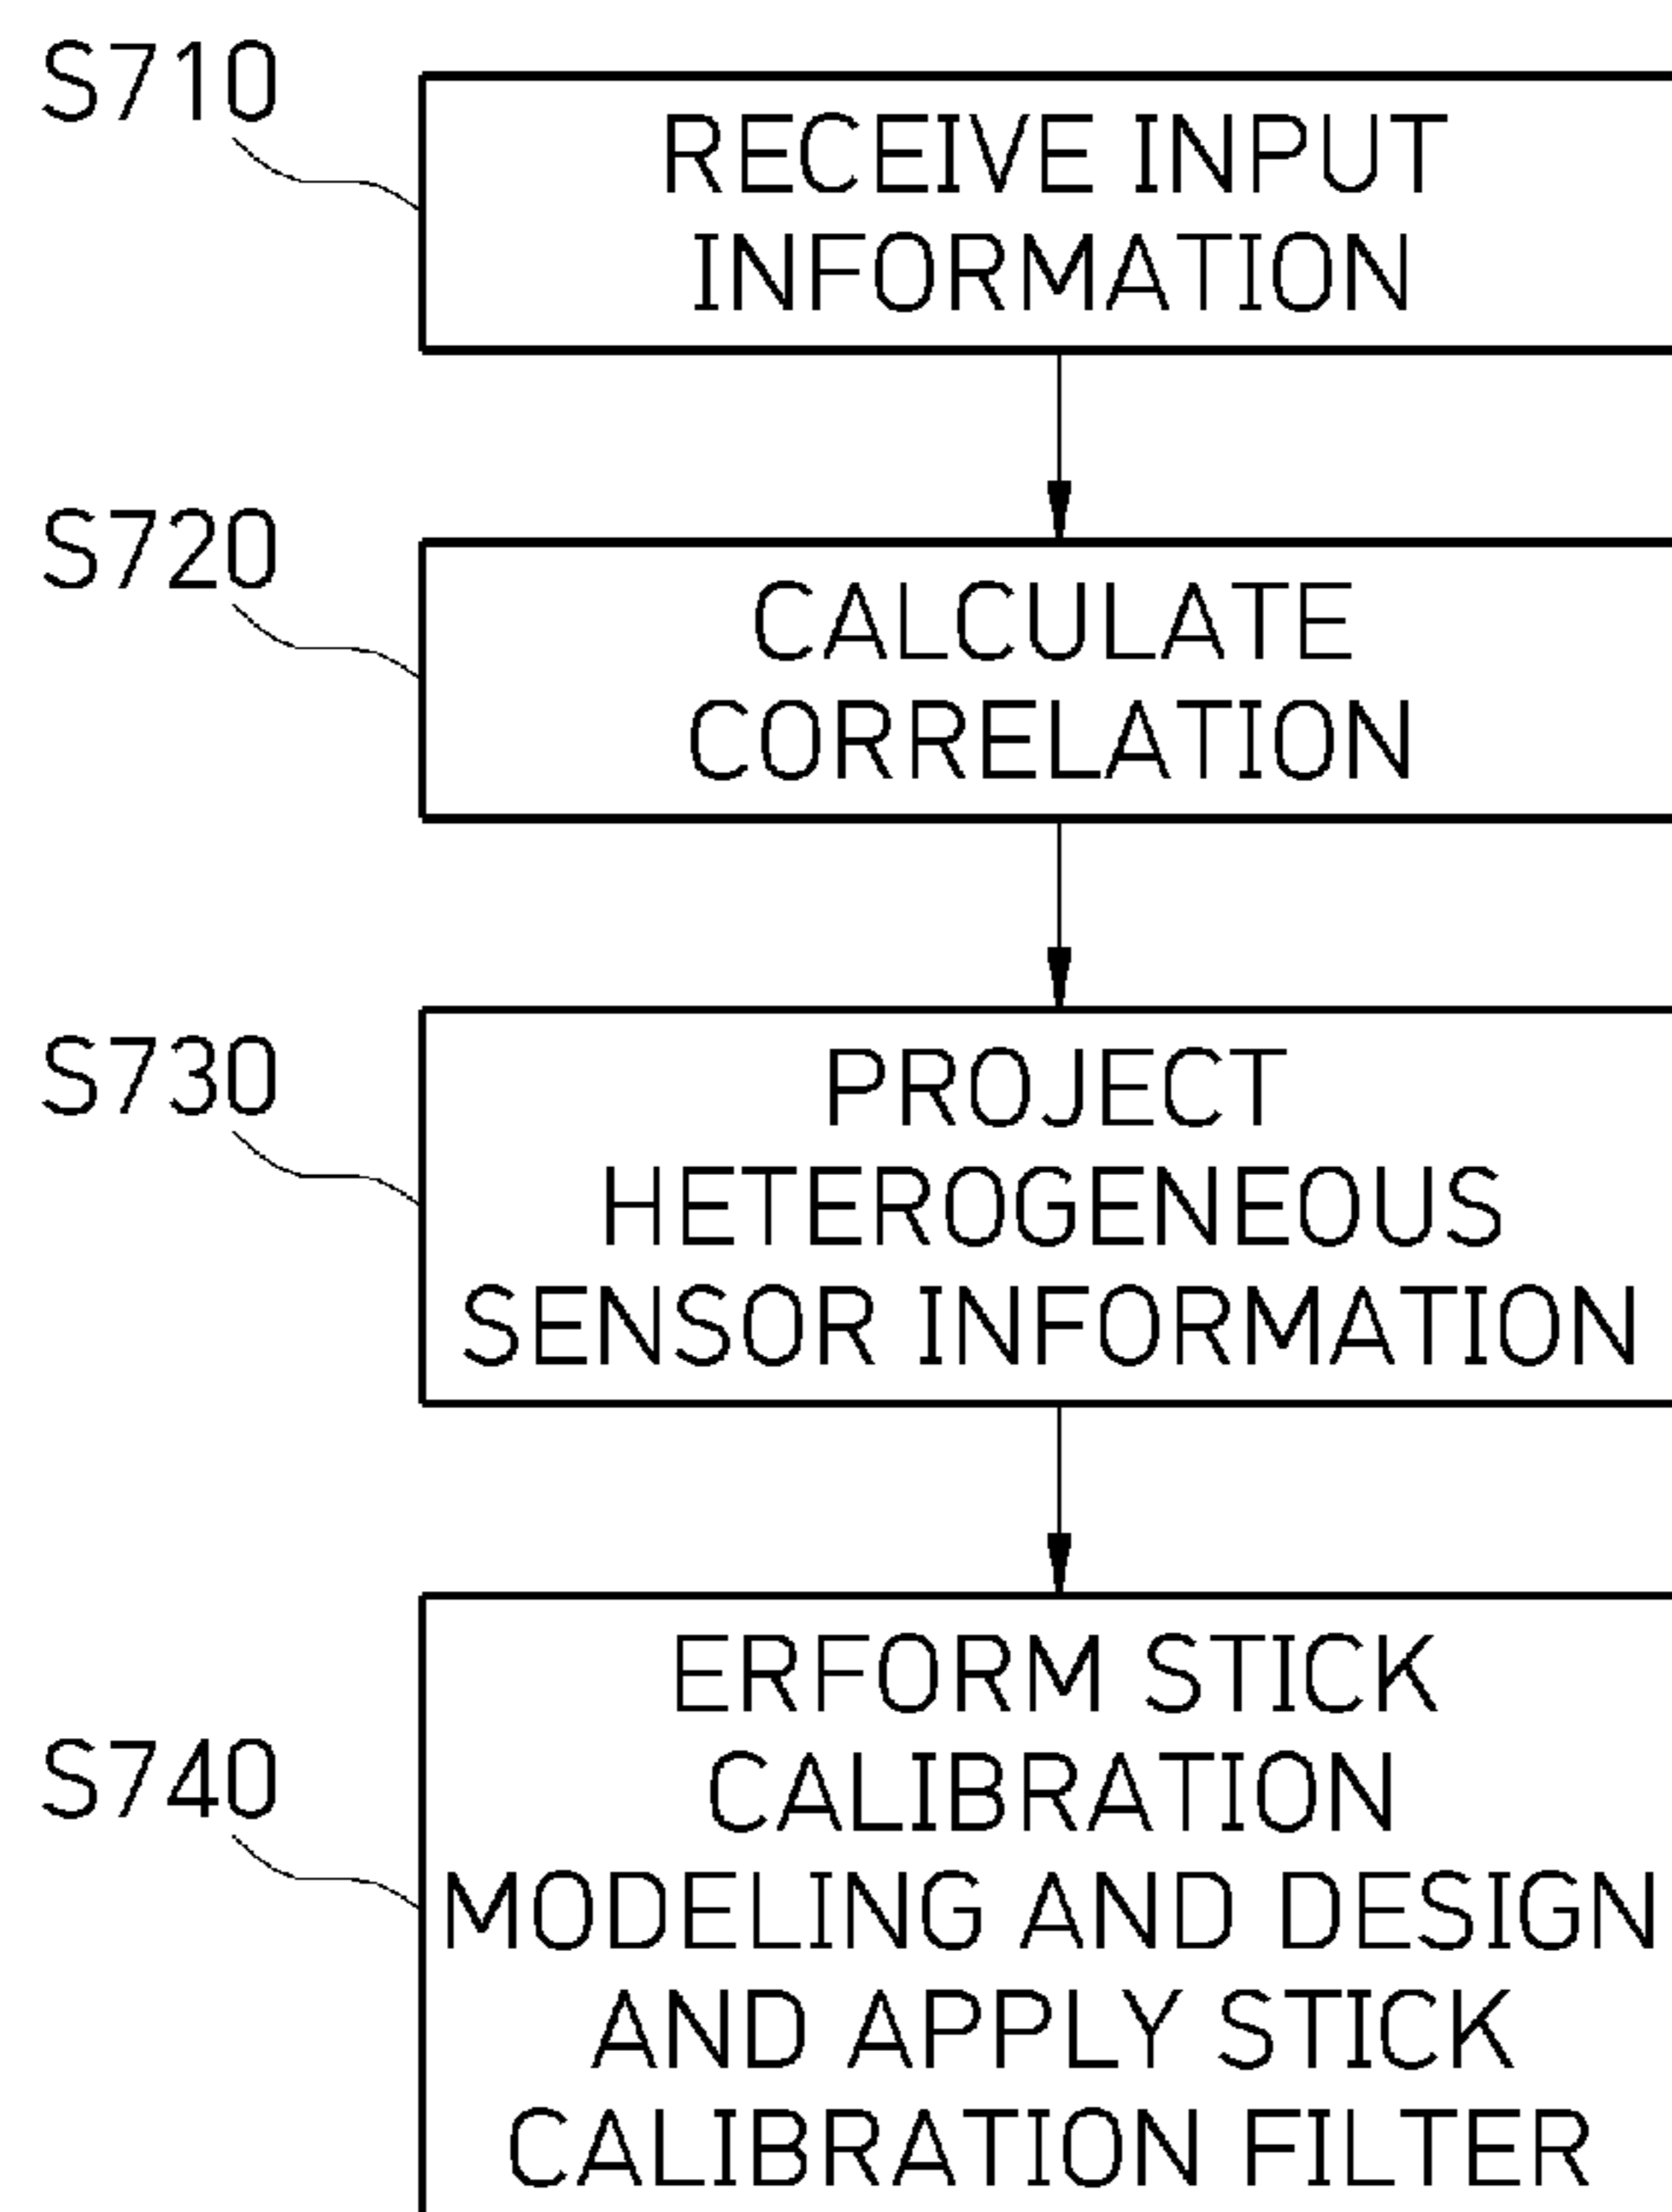 S710
RECEIVE INPUT
INFORMATION
S720
CALCULATE
CORRELATION
S730
PROJECT
HETEROGENEOUS
SENSOR INFORMATION
S740
ERFORM STICK
CALIBRATION
MODELING AND DESIGN
AND APPLY STICK
CALIBRATION FILTER